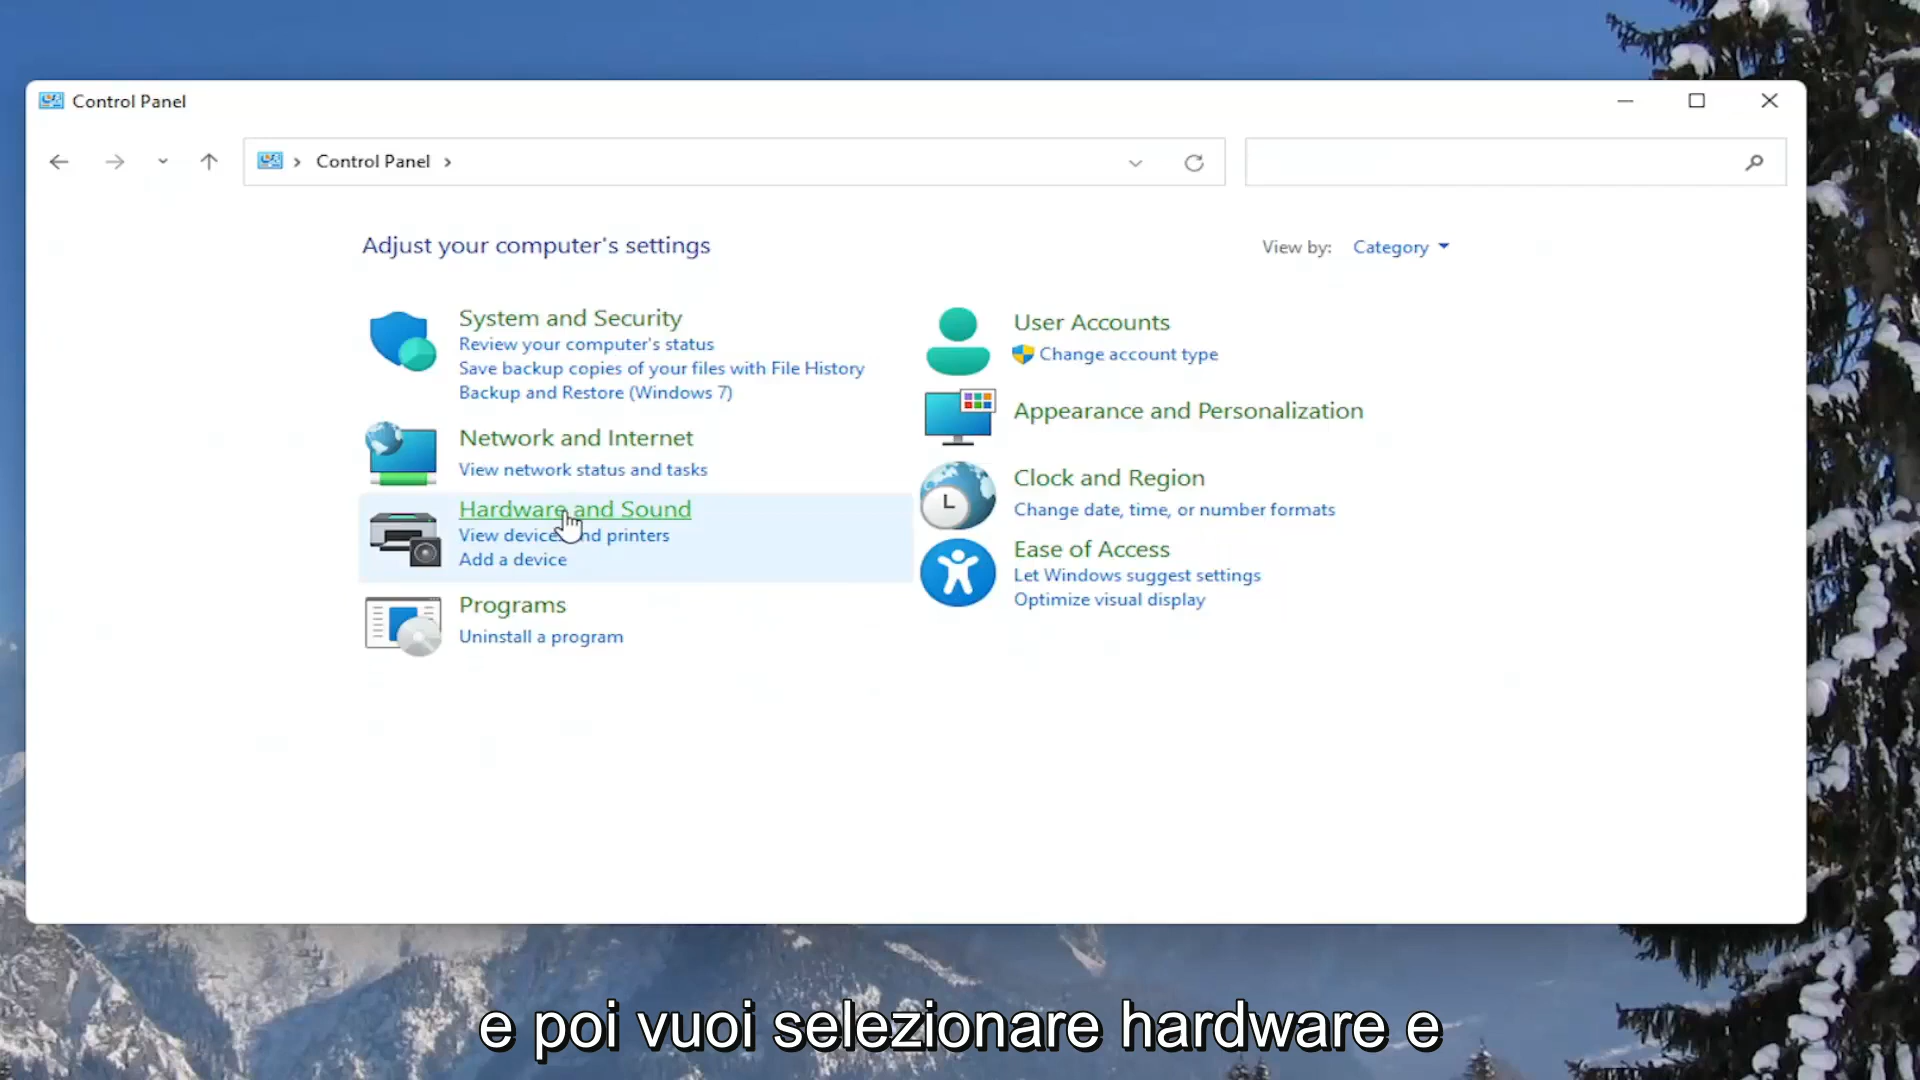 Control Panel
Control Panel
Adjust your computer's settings
View by: Category
System and Security
Review your computer's status
Save backup copies of your files with File History
Backup and Restore (Windows 7)
Network and Internet
View network status and tasks
Hardware and Sound
View devices and printers
Add a device
Programs
Uninstall a program
User Accounts
Change account type
Appearance and Personalization
Clock and Region
Change date, time, or number formats
Ease of Access
Let Windows suggest settings
Optimize visual display
e poi vuoi selezionare hardware e